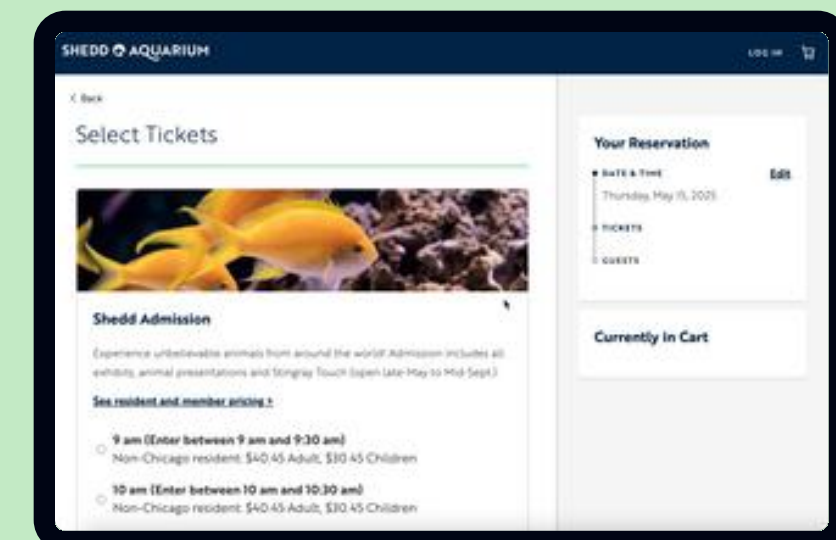 SHEDD AQUARIUM
LOG IN
< Back
Select Tickets
Your Reservation
DATE & TIME
Edit
Thursday, May 15, 2025
TICKETS
GUESTS
Shedd Admission
Currently In Cart
Experience unbelievable animals from around the world! Admission includes all
exhibits, animal presentations and Stingray Touch (open late-May to Mid-Sept.)
See resident and member pricing >
9 am (Enter between 9 am and 9:30 am)
Non-Chicago resident: $40.45 Adult, $30.45 Children
10 am (Enter between 10 am and 10:30 am)
Non-Chicago resident: $40.45 Adult, $30.45 Children